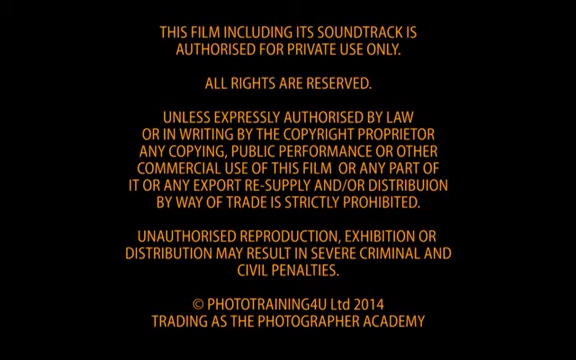 THIS FILM INCLUDING ITS SOUNDTRACK IS
AUTHORISED FOR PRIVATE USE ONLY.
ALL RIGHTS ARE RESERVED.
UNLESS EXPRESSLY AUTHORISED BY LAW
OR IN WRITING BY THE COPYRIGHT PROPRIETOR
ANY COPYING, PUBLIC PERFORMANCE OR OTHER
COMMERCIAL USE OF THIS FILM OR ANY PART OF
IT OR ANY EXPORT RE-SUPPLY AND/OR DISTRIBUION
BY WAY OF TRADE IS STRICTLY PROHIBITED.
UNAUTHORISED REPRODUCTION, EXHIBITION OR
DISTRIBUTION MAY RESULT IN SEVERE CRIMINAL AND
CIVIL PENALTIES.
© PHOTOTRAINING4U Ltd 2014
TRADING AS THE PHOTOGRAPHER ACADEMY